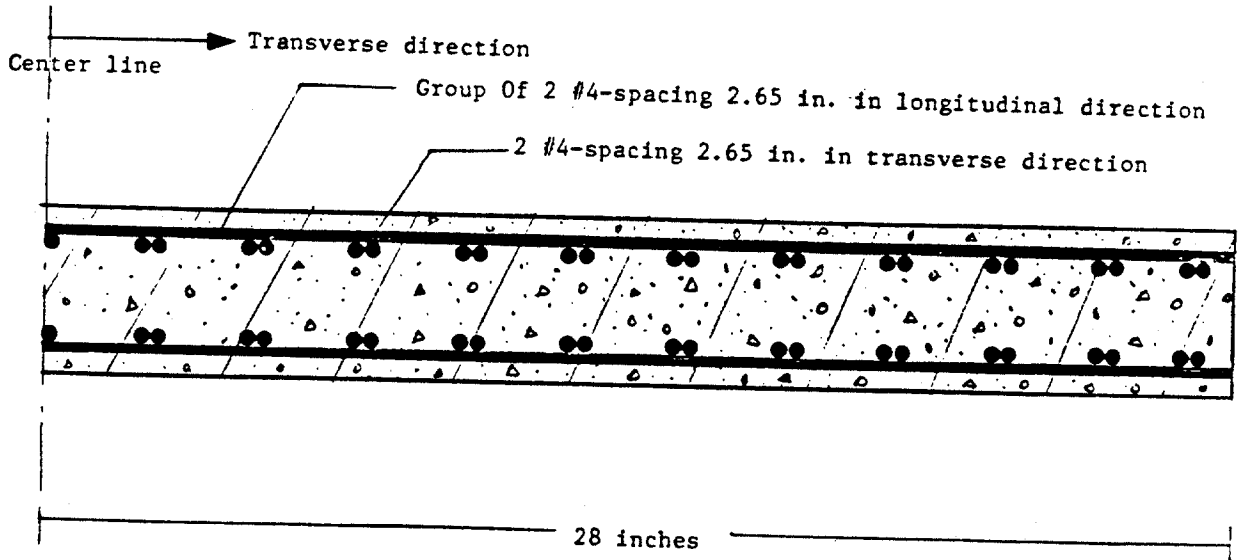 Transverse direction
Center line
Group Of 2 #4-spacing 2.65 in. in longitudinal direction
2 #4-spacing 2.65 in. in transverse direction
28 inches